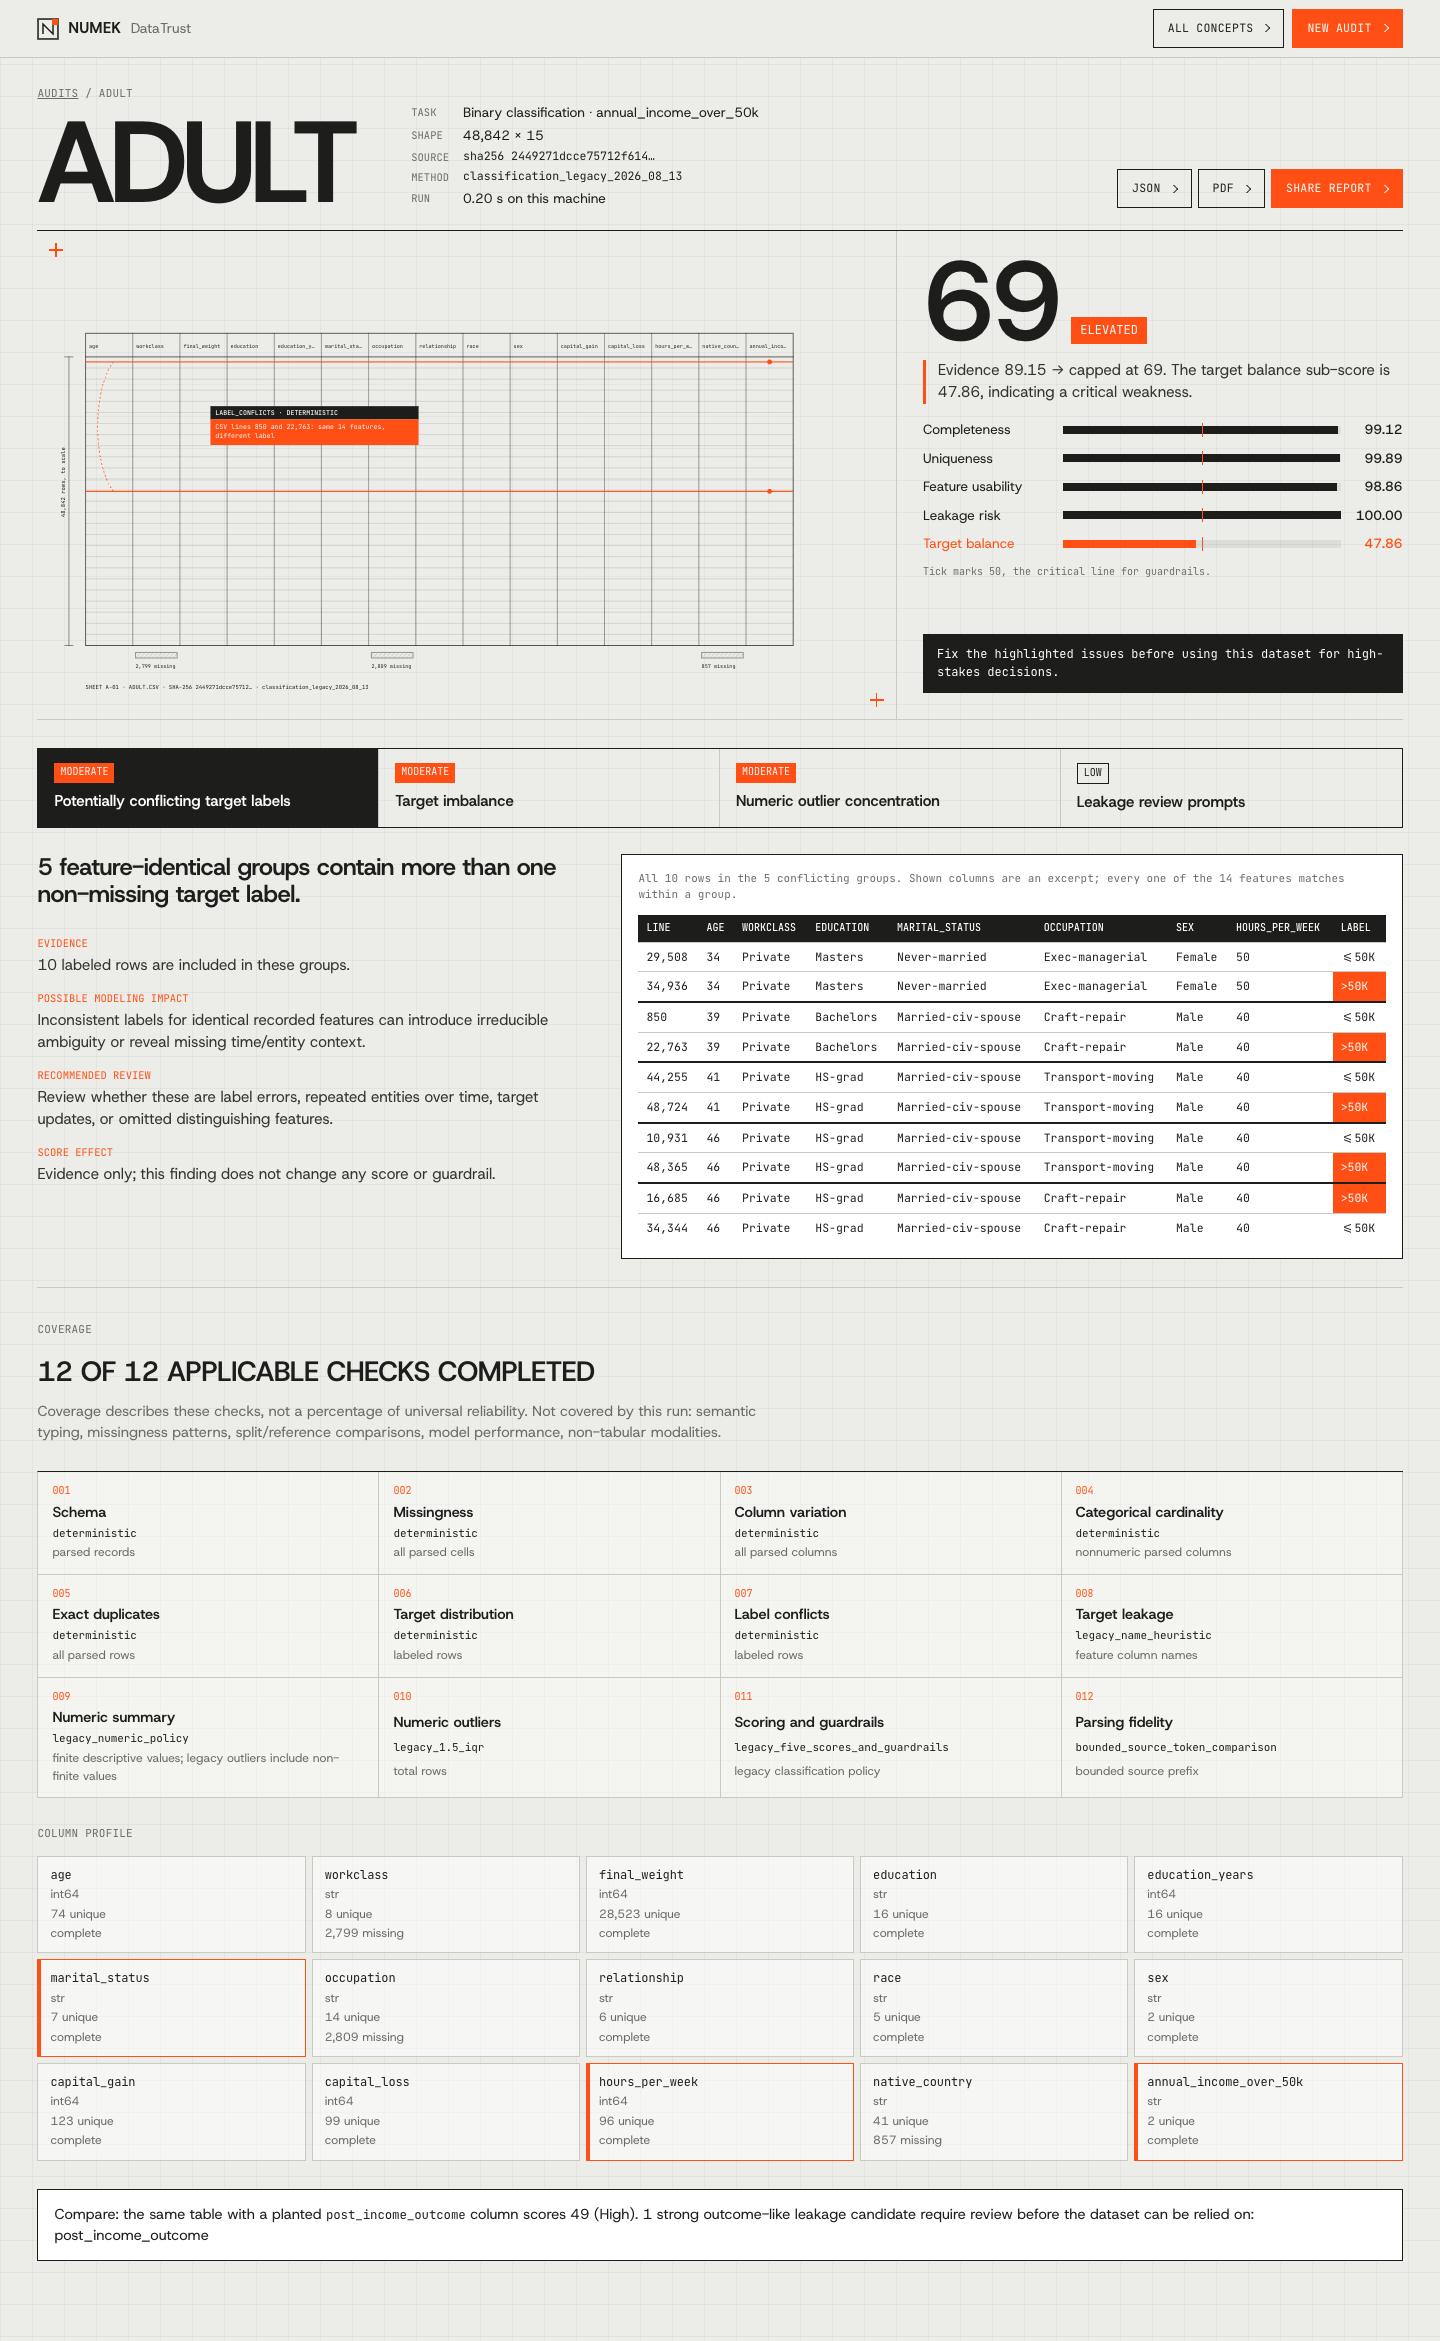 NUMEK DataTrust
ALL CONCEPTS
NEW AUDIT
AUDITS / ADULT
ADULT
TASK Binary classification · annual_income_over_50k
SHAPE 48,842 × 15
SOURCE sha256 2449271dcce75712f614…
METHOD classification_legacy_2026_08_13
RUN 0.20 s on this machine
JSON
PDF
SHARE REPORT
age workclass final_weight education education_y… marital_sta… occupation relationship race sex capital_gain capital_loss hours_per_w… native_coun… annual_inco…
LABEL_CONFLICTS · DETERMINISTIC
CSV lines 850 and 22,763: same 14 features,
different label
48,842 rows, to scale
2,799 missing
2,809 missing
857 missing
SHEET A-01 · ADULT.CSV · SHA-256 2449271dcce75712… · classification_legacy_2026_08_13
69 ELEVATED
Evidence 89.15 → capped at 69. The target balance sub-score is
47.86, indicating a critical weakness.
Completeness 99.12
Uniqueness 99.89
Feature usability 98.86
Leakage risk 100.00
Target balance 47.86
Tick marks 50, the critical line for guardrails.
Fix the highlighted issues before using this dataset for high-
stakes decisions.
MODERATE
Potentially conflicting target labels
MODERATE
Target imbalance
MODERATE
Numeric outlier concentration
LOW
Leakage review prompts
5 feature-identical groups contain more than one
non-missing target label.
EVIDENCE
10 labeled rows are included in these groups.
POSSIBLE MODELING IMPACT
Inconsistent labels for identical recorded features can introduce irreducible
ambiguity or reveal missing time/entity context.
RECOMMENDED REVIEW
Review whether these are label errors, repeated entities over time, target
updates, or omitted distinguishing features.
SCORE EFFECT
Evidence only; this finding does not change any score or guardrail.
All 10 rows in the 5 conflicting groups. Shown columns are an excerpt; every one of the 14 features matches
within a group.
LINE AGE WORKCLASS EDUCATION MARITAL_STATUS OCCUPATION SEX HOURS_PER_WEEK LABEL
29,508 34 Private Masters Never-married Exec-managerial Female 50 ≤50K
34,936 34 Private Masters Never-married Exec-managerial Female 50 >50K
850 39 Private Bachelors Married-civ-spouse Craft-repair Male 40 ≤50K
22,763 39 Private Bachelors Married-civ-spouse Craft-repair Male 40 >50K
44,255 41 Private HS-grad Married-civ-spouse Transport-moving Male 40 ≤50K
48,724 41 Private HS-grad Married-civ-spouse Transport-moving Male 40 >50K
10,931 46 Private HS-grad Married-civ-spouse Transport-moving Male 40 ≤50K
48,365 46 Private HS-grad Married-civ-spouse Transport-moving Male 40 >50K
16,685 46 Private HS-grad Married-civ-spouse Craft-repair Male 40 >50K
34,344 46 Private HS-grad Married-civ-spouse Craft-repair Male 40 ≤50K
COVERAGE
12 OF 12 APPLICABLE CHECKS COMPLETED
Coverage describes these checks, not a percentage of universal reliability. Not covered by this run: semantic
typing, missingness patterns, split/reference comparisons, model performance, non-tabular modalities.
001
Schema
deterministic
parsed records
002
Missingness
deterministic
all parsed cells
003
Column variation
deterministic
all parsed columns
004
Categorical cardinality
deterministic
nonnumeric parsed columns
005
Exact duplicates
deterministic
all parsed rows
006
Target distribution
deterministic
labeled rows
007
Label conflicts
deterministic
labeled rows
008
Target leakage
legacy_name_heuristic
feature column names
009
Numeric summary
legacy_numeric_policy
finite descriptive values; legacy outliers include non-
finite values
010
Numeric outliers
legacy_1.5_iqr
total rows
011
Scoring and guardrails
legacy_five_scores_and_guardrails
legacy classification policy
012
Parsing fidelity
bounded_source_token_comparison
bounded source prefix
COLUMN PROFILE
age
int64
74 unique
complete
workclass
str
8 unique
2,799 missing
final_weight
int64
28,523 unique
complete
education
str
16 unique
complete
education_years
int64
16 unique
complete
marital_status
str
7 unique
complete
occupation
str
14 unique
2,809 missing
relationship
str
6 unique
complete
race
str
5 unique
complete
sex
str
2 unique
complete
capital_gain
int64
123 unique
complete
capital_loss
int64
99 unique
complete
hours_per_week
int64
96 unique
complete
native_country
str
41 unique
857 missing
annual_income_over_50k
str
2 unique
complete
Compare: the same table with a planted post_income_outcome column scores 49 (High). 1 strong outcome-like leakage candidate require review before the dataset can be relied on:
post_income_outcome